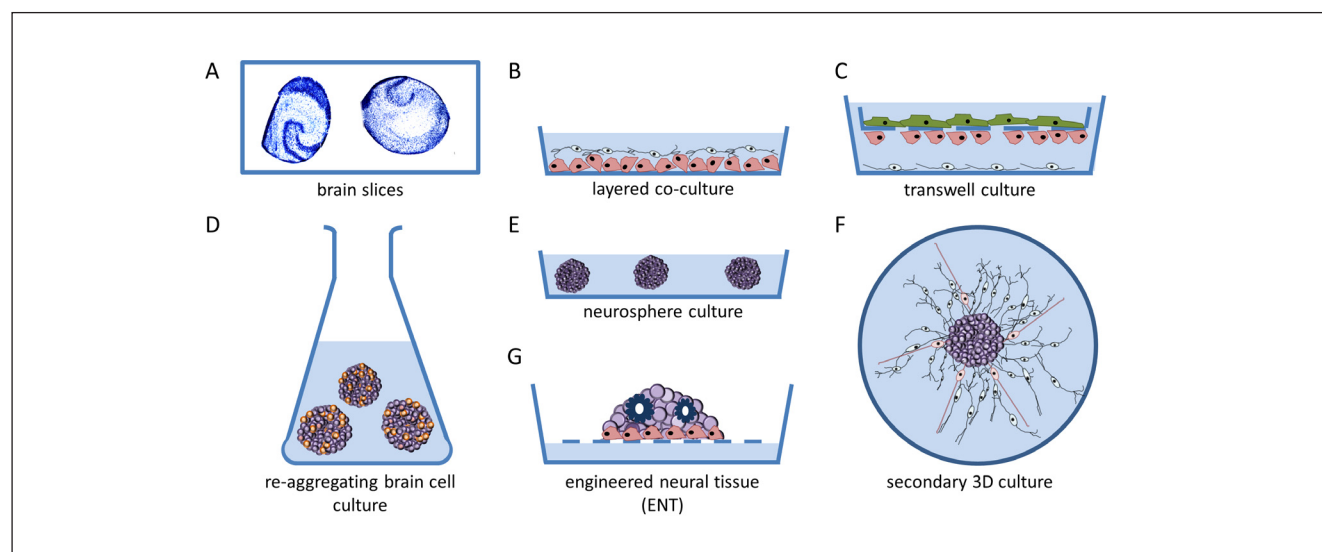 A
brain slices
B
layered co-culture
C
transwell culture
D
re-aggregating brain cell
culture
E
neurosphere culture
F
secondary 3D culture
G
engineered neural tissue
(ENT)